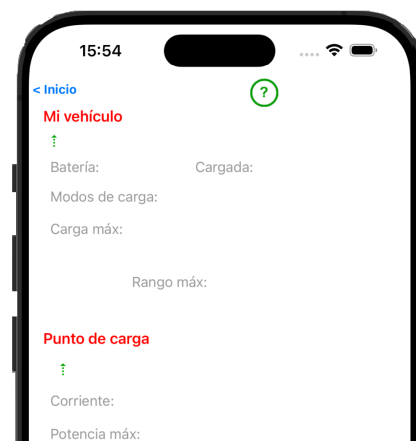 15:54
< Inicio
?
Mi vehículo
Batería: Cargada:
Modos de carga:
Carga máx:
Rango máx:
Punto de carga
Corriente:
Potencia máx: